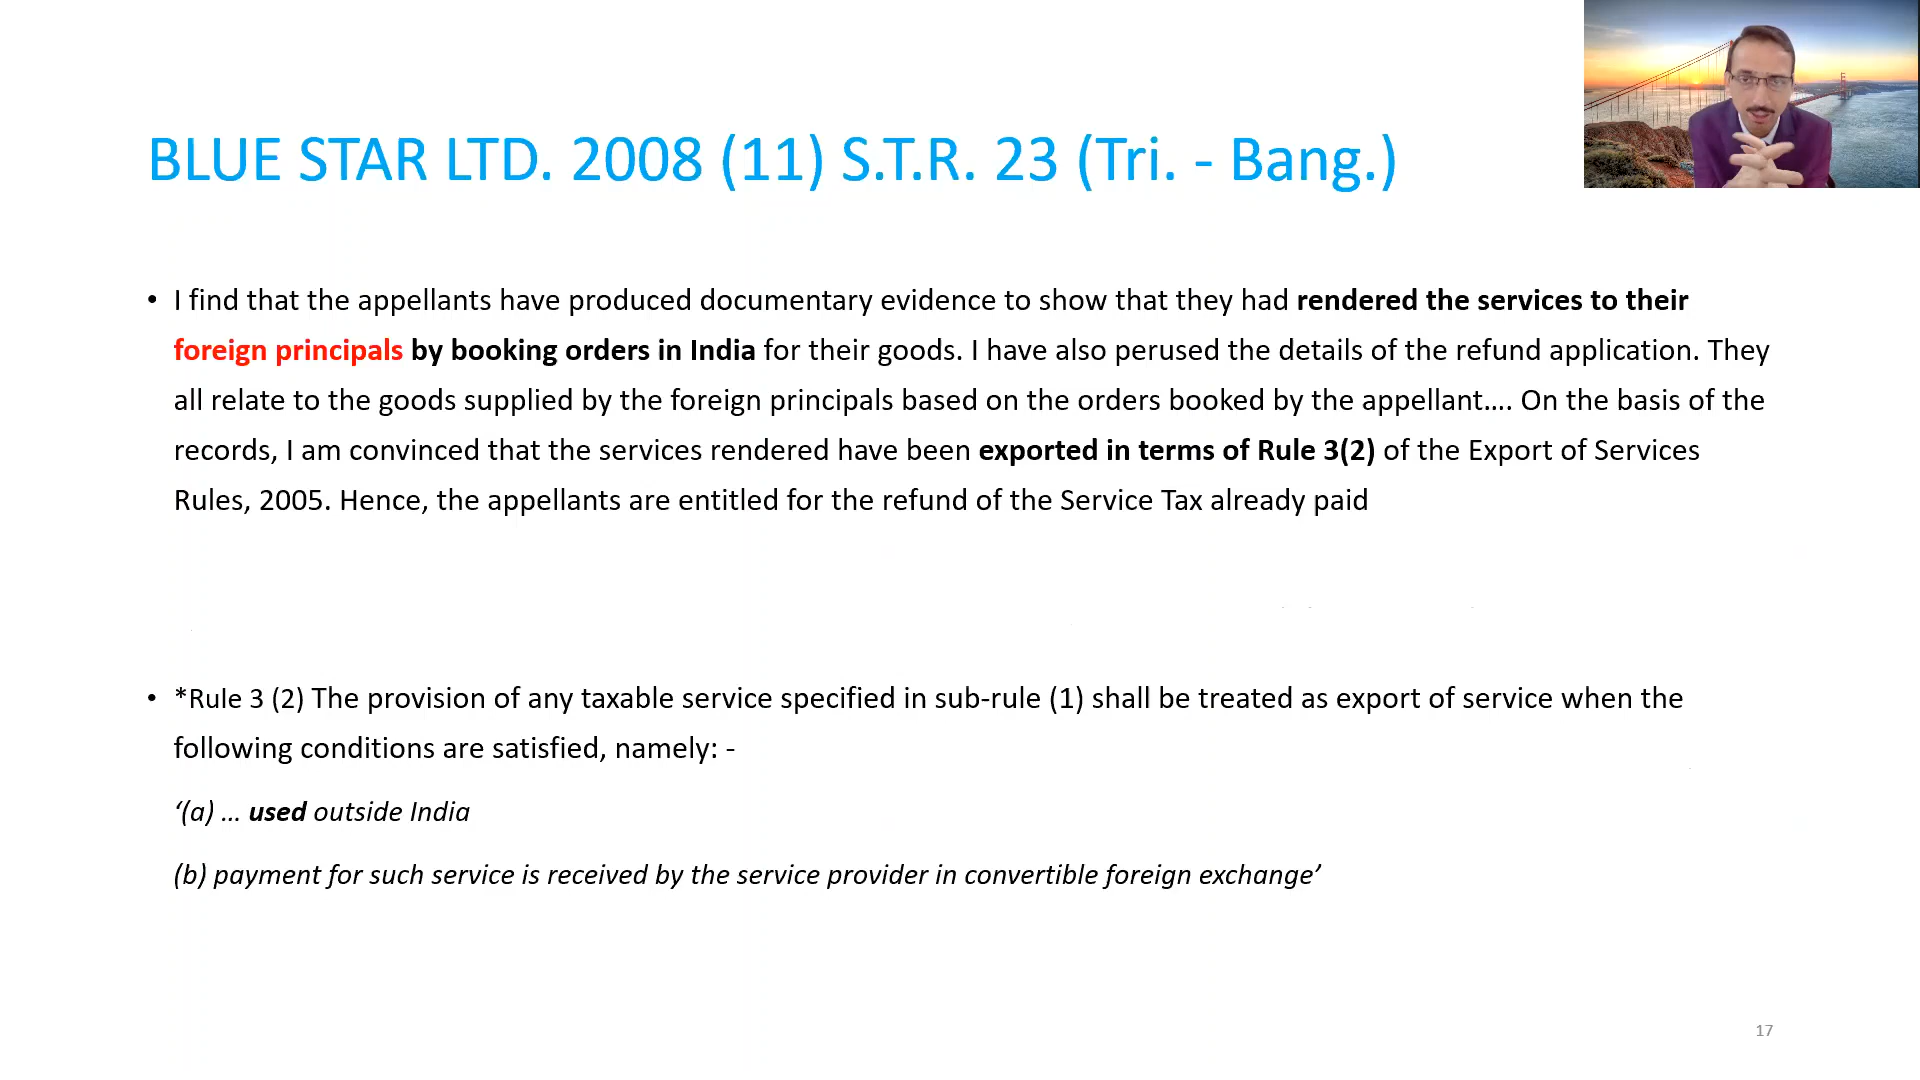 BLUE STAR LTD. 2008 (11) S.T.R. 23 (Tri. - Bang.)
• I find that the appellants have produced documentary evidence to show that they had rendered the services to their
foreign principals by booking orders in India for their goods. I have also perused the details of the refund application. They
all relate to the goods supplied by the foreign principals based on the orders booked by the appellant…. On the basis of the
records, I am convinced that the services rendered have been exported in terms of Rule 3(2) of the Export of Services
Rules, 2005. Hence, the appellants are entitled for the refund of the Service Tax already paid
• *Rule 3 (2) The provision of any taxable service specified in sub-rule (1) shall be treated as export of service when the
following conditions are satisfied, namely: -
‘(a) … used outside India
(b) payment for such service is received by the service provider in convertible foreign exchange’
17